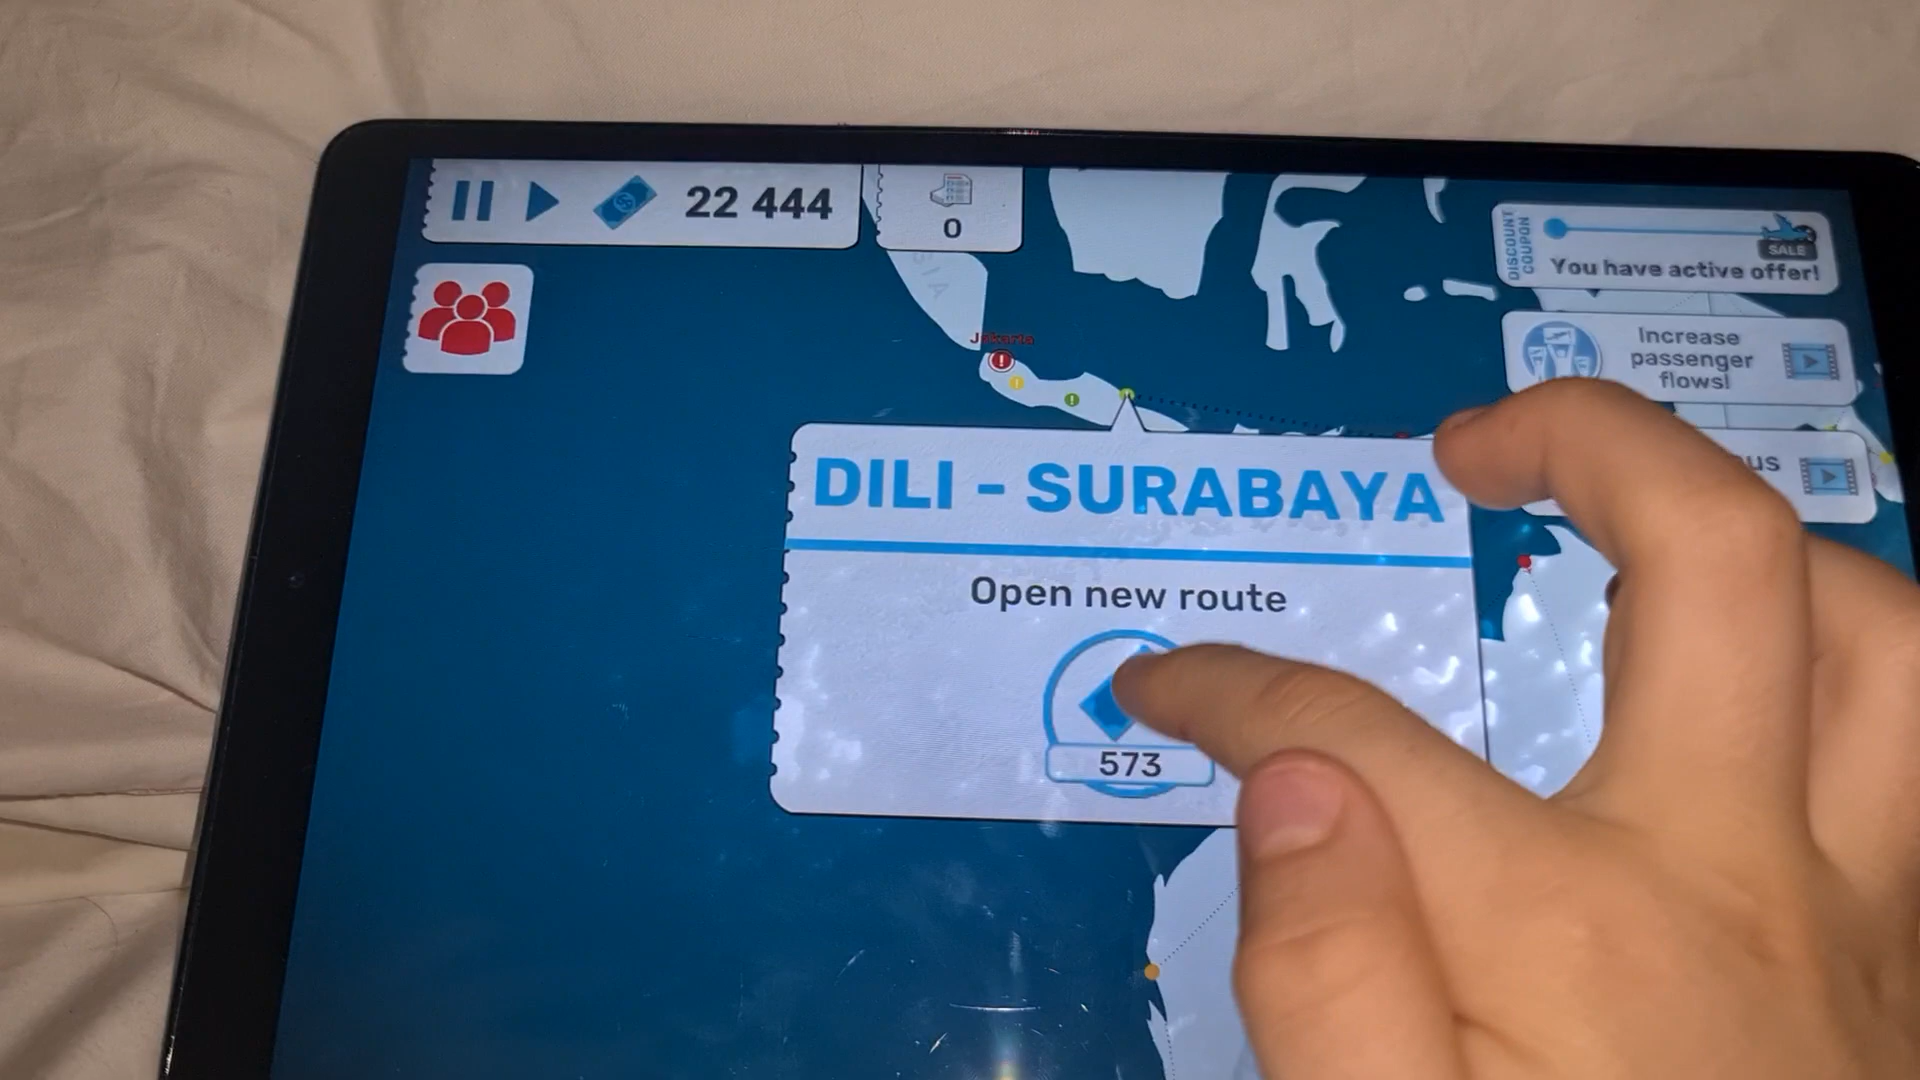 22 444
0
DISCOUNT
COUPON
SALE
You have active offer!
Increase
passenger
flows!
Jakarta
DILI - SURABAYA
Open new route
573